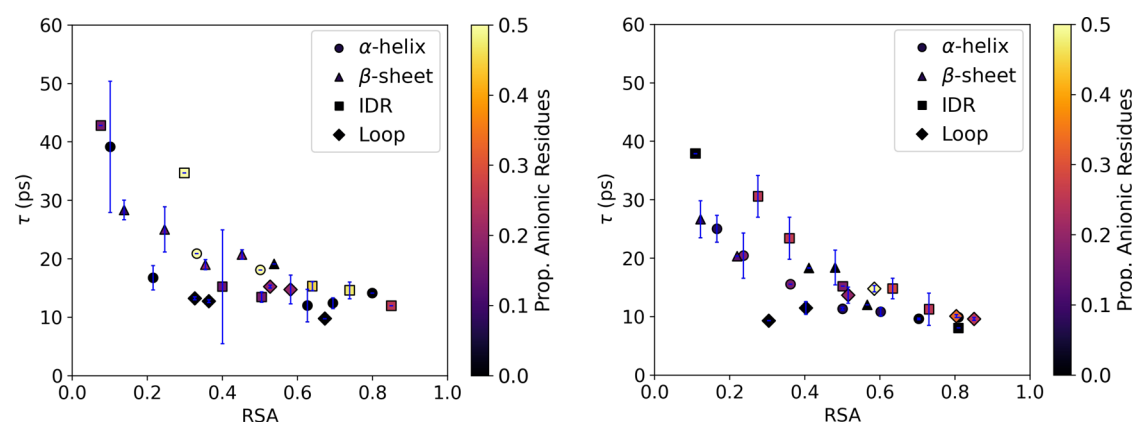 60
50
40
30
20
10
0
τ (ps)
0.0 0.2 0.4 0.6 0.8 1.0
RSA
α-helix
β-sheet
IDR
Loop
0.5
0.4
0.3
0.2
0.1
0.0
Prop. Anionic Residues
60
50
40
30
20
10
0
τ (ps)
0.0 0.2 0.4 0.6 0.8 1.0
RSA
α-helix
β-sheet
IDR
Loop
0.5
0.4
0.3
0.2
0.1
0.0
Prop. Anionic Residues